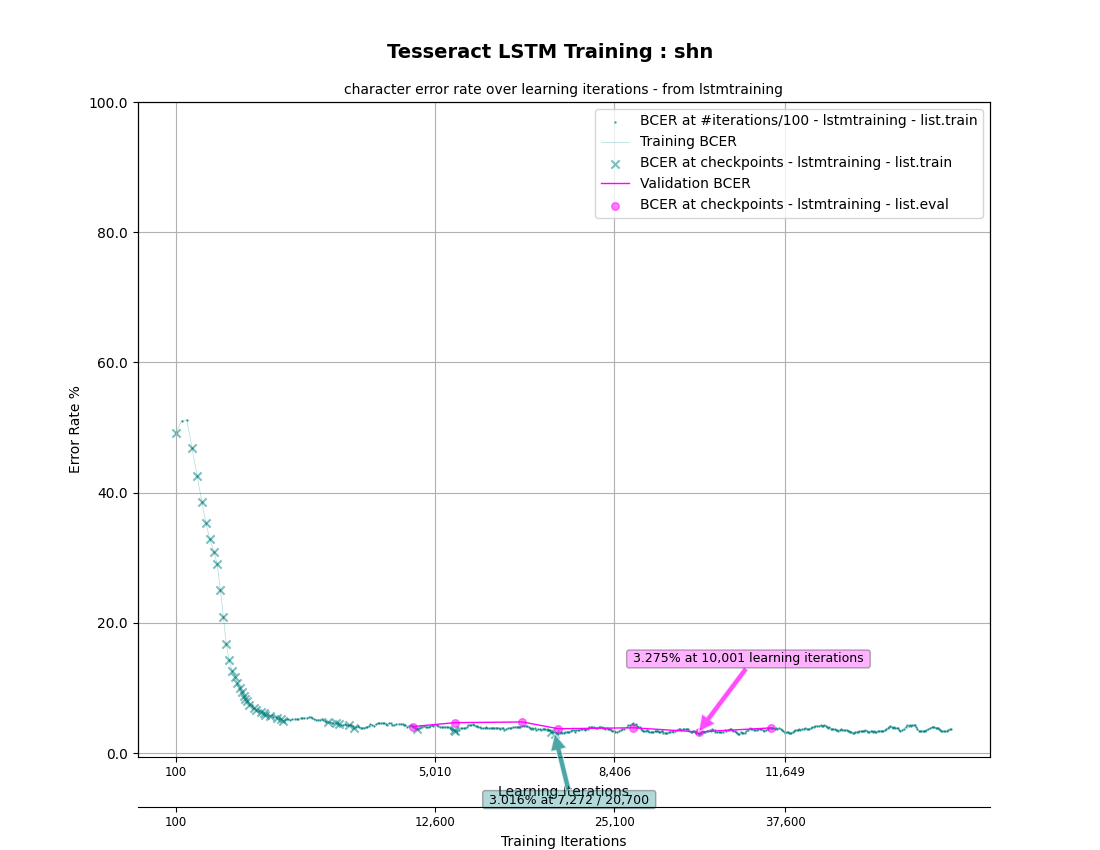 Tesseract LSTM Training : shn
character error rate over learning iterations - from lstmtraining
100.0
80.0
60.0
40.0
20.0
0.0
Error Rate %
BCER at #iterations/100 - lstmtraining - list.train
Training BCER
BCER at checkpoints - lstmtraining - list.train
Validation BCER
BCER at checkpoints - lstmtraining - list.eval
3.275% at 10,001 learning iterations
100 5,010 8,406 11,649
Learning Iterations
3.016% at 7,272 / 20,700
100 12,600 25,100 37,600
Training Iterations